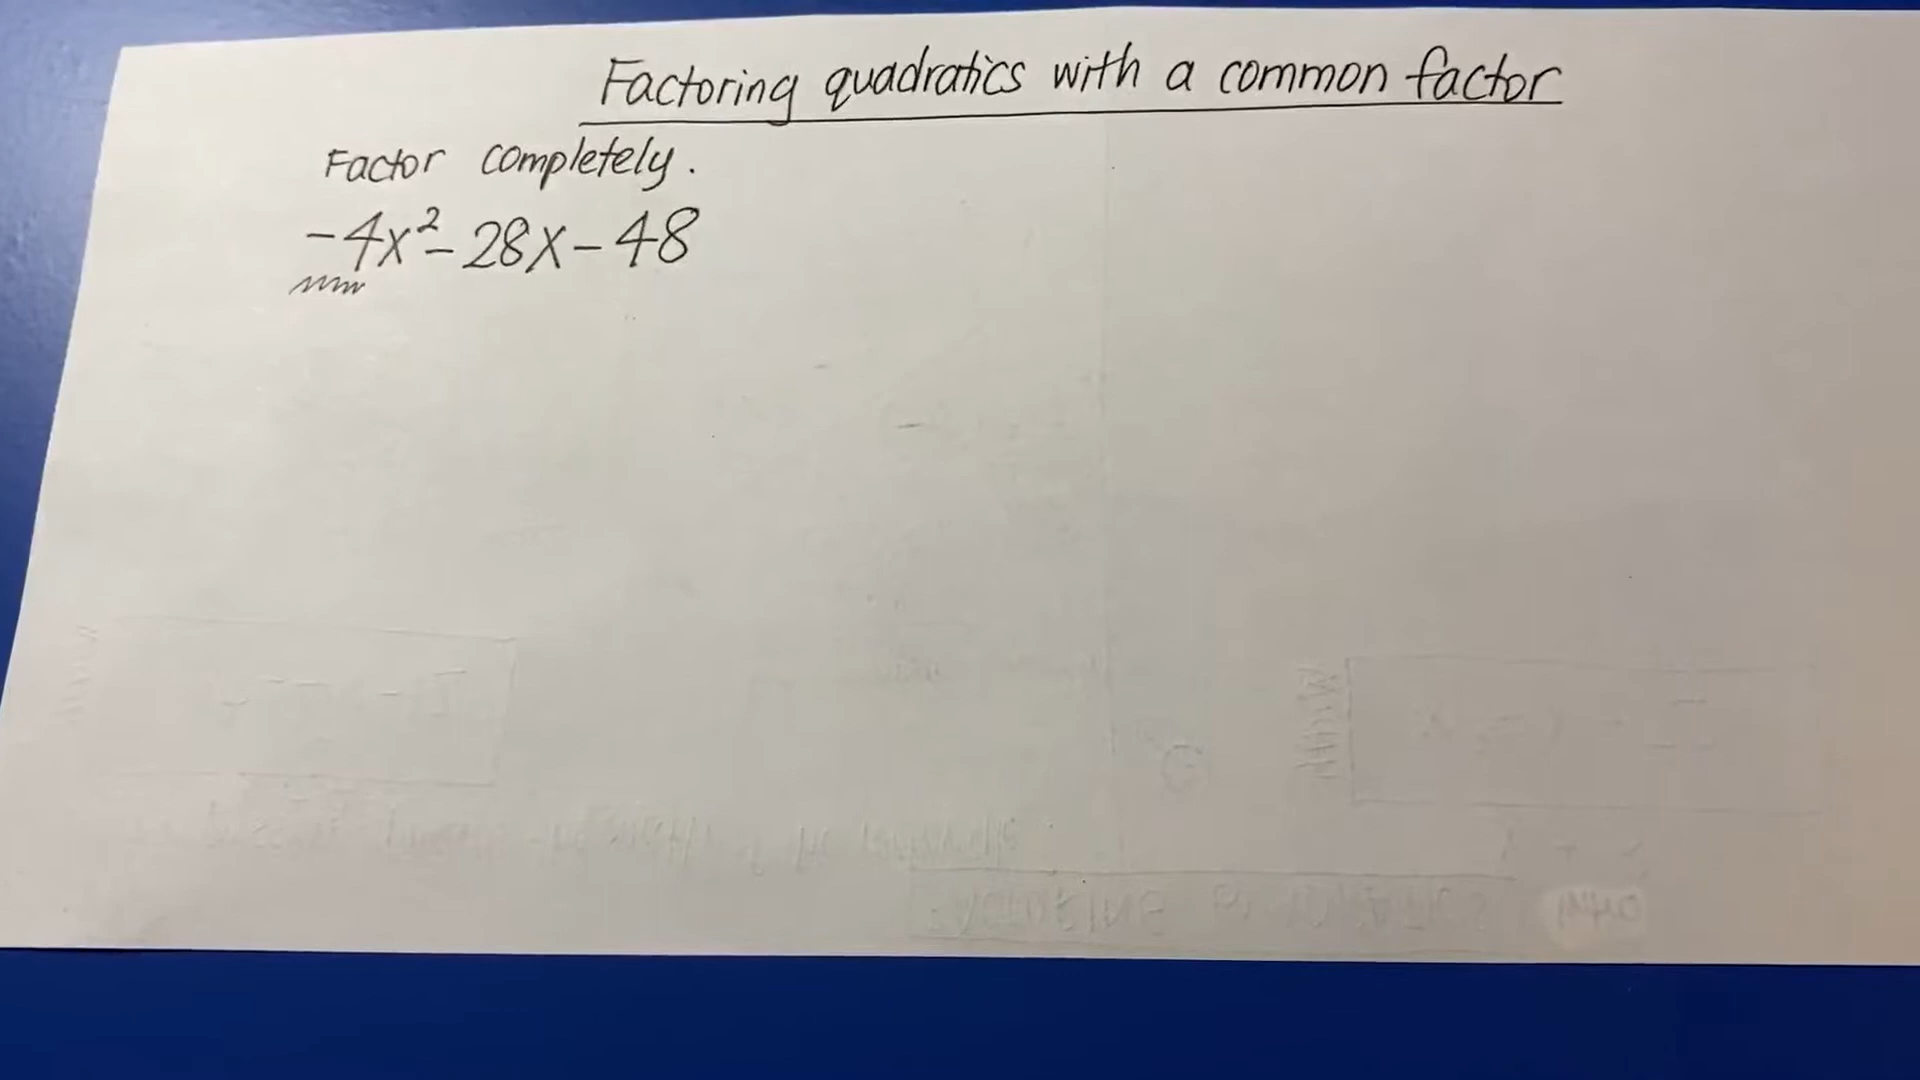 Factoring quadratics with a common factor
Factor completely.
-4x²-28x-48